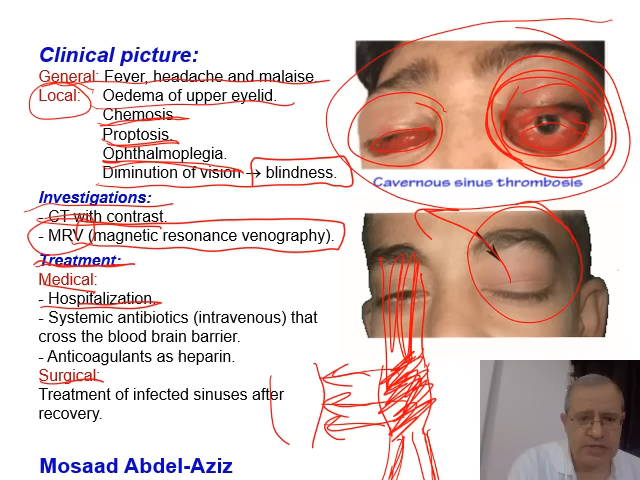 Clinical picture:
General: Fever, headache and malaise.
Local: Oedema of upper eyelid.
Chemosis.
Proptosis.
Ophthalmoplegia.
Diminution of vision → blindness.
Investigations:
- CT with contrast.
- MRV (magnetic resonance venography).
Treatment:
Medical:
- Hospitalization.
- Systemic antibiotics (intravenous) that
cross the blood brain barrier.
- Anticoagulants as heparin.
Surgical:
Treatment of infected sinuses after
recovery.
Mosaad Abdel-Aziz
Cavernous sinus thrombosis